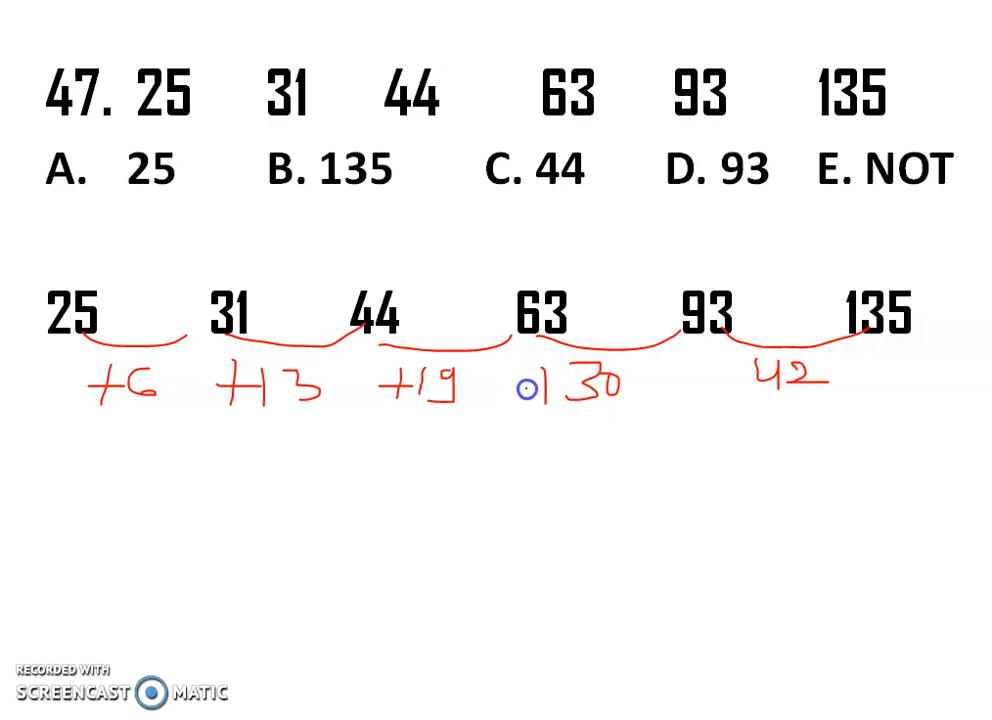 47. 25 31 44 63 93 135
A. 25 B. 135 C. 44 D. 93 E. NOT
25 31 44 63 93 135
+6 +13 +19 130 42
RECORDED WITH
SCREENCAST MATIC